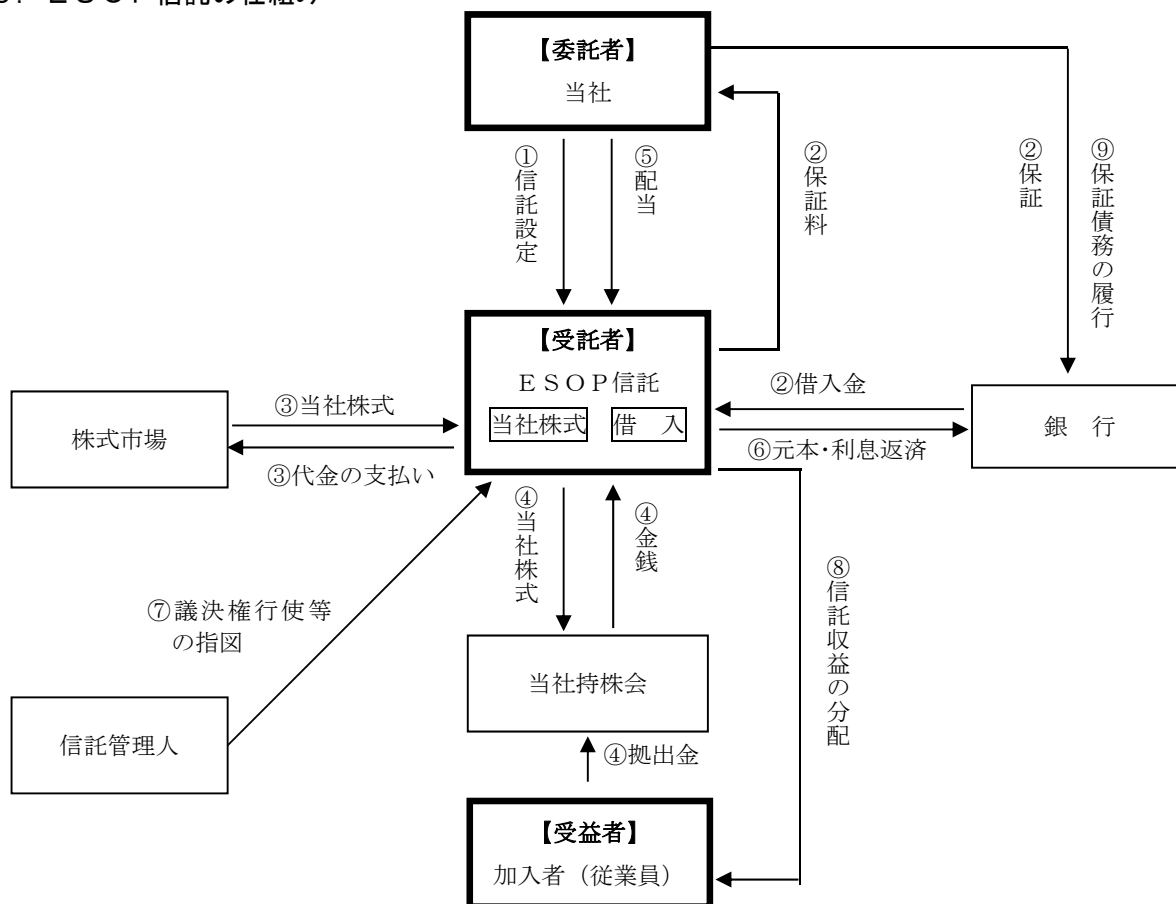 ＥＳＯＰ信託の仕組み
【委託者】
当社
①信託設定
⑤配当
②保証料
②保証
⑨保証債務の履行
【受託者】
ＥＳＯＰ信託
当社株式
借　入
③当社株式
③代金の支払い
株式市場
②借入金
⑥元本・利息返済
銀　行
④当社株式
④金銭
⑦議決権行使等
の指図
⑧信託収益の分配
当社持株会
信託管理人
④拠出金
【受益者】
加入者（従業員）